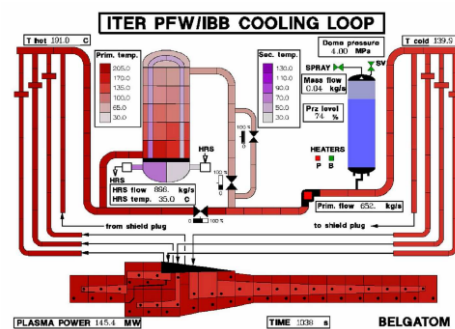 ITER PFW/IBB COOLING LOOP
T hot 191.0 C
Prim. temp.
205.0
170.0
135.0
100.0
65.0
30.0
Sec. temp.
130.0
110.0
90.0
70.0
50.0
30.0
Dome pressure
4.00 MPa
T cold 139.9
SPRAY
SV
Mass flow
0.04 kg/s
Prz level
74 %
HEATERS
P B
HRS
HRS
HRS flow 898. kg/s
HRS temp. 35.0 C
0 100 %
Prim. flow 652. kg/s
from shield plug
to shield plug
PLASMA POWER 145.4 MW
TIME 1038 s
BELGATOM